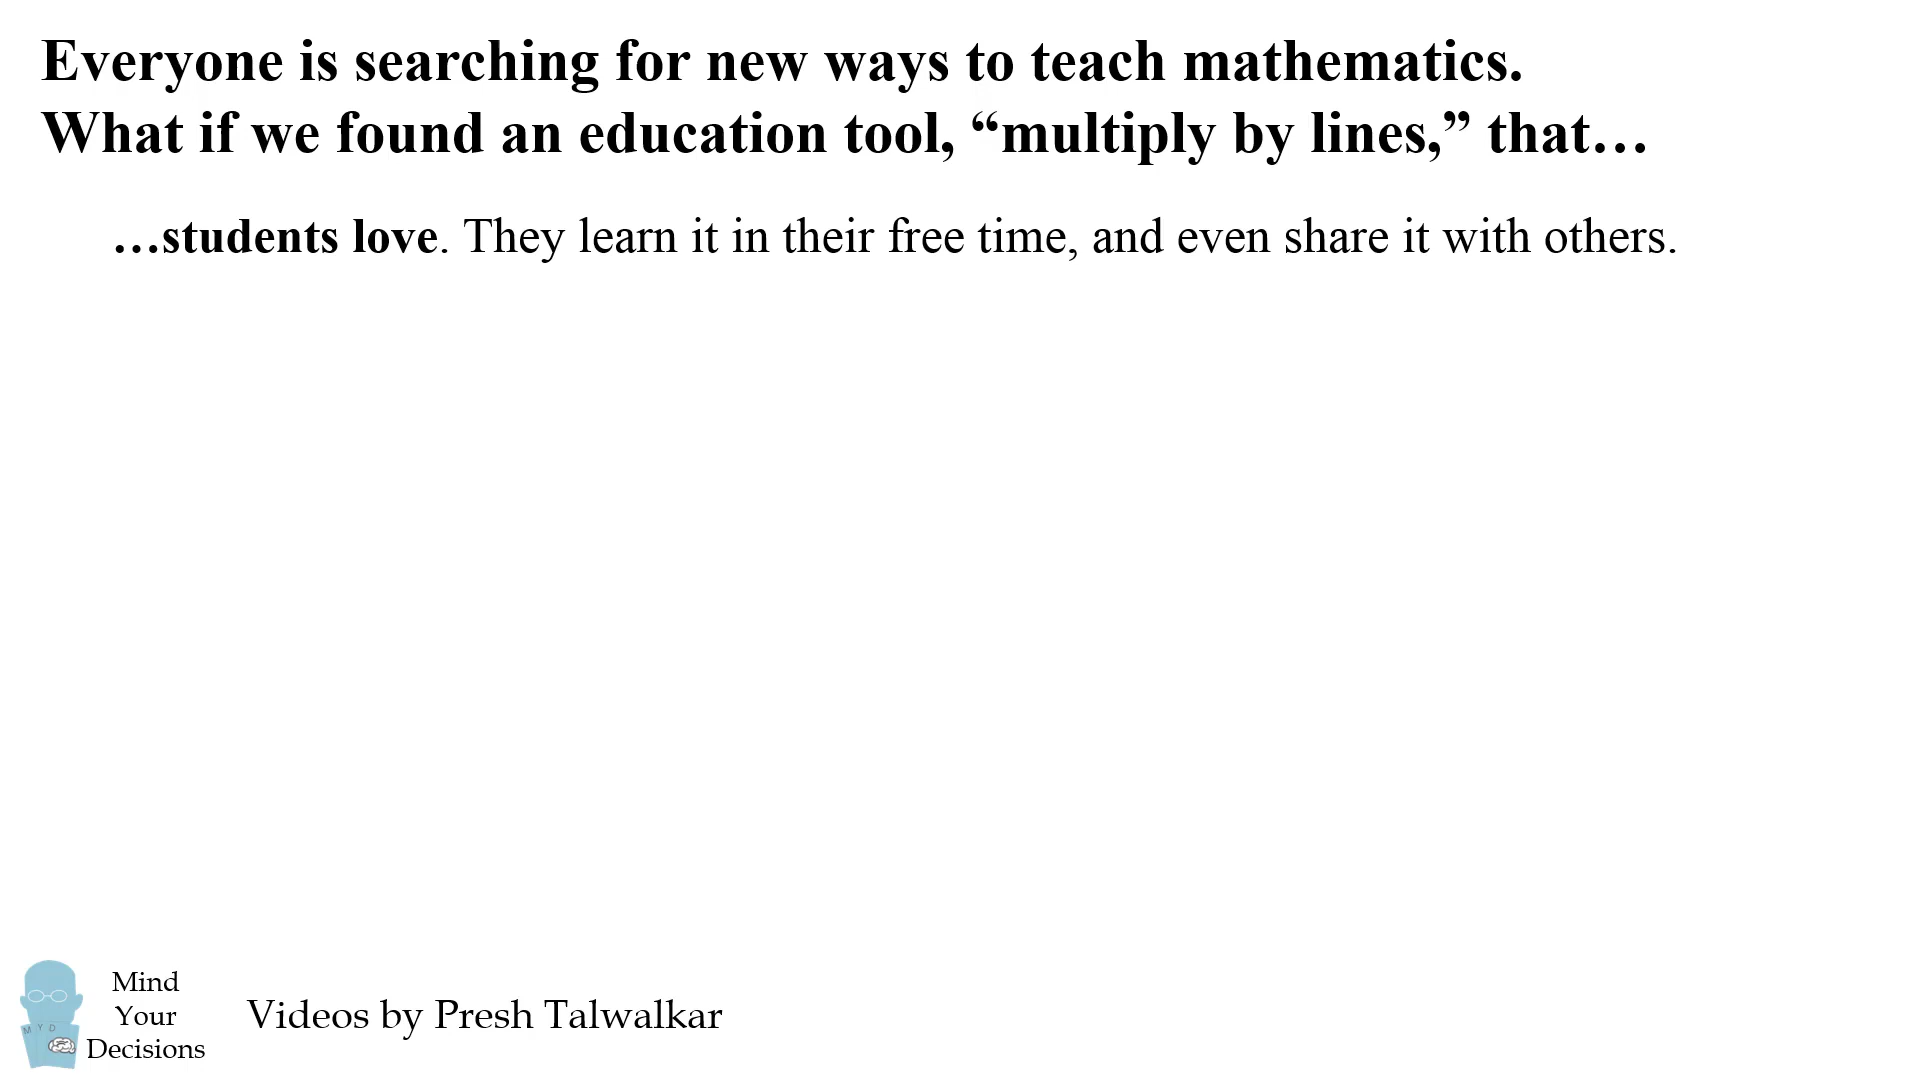 Everyone is searching for new ways to teach mathematics.
What if we found an education tool, “multiply by lines,” that…
…students love. They learn it in their free time, and even share it with others.
Mind
Your
Decisions
M Y D
Videos by Presh Talwalkar